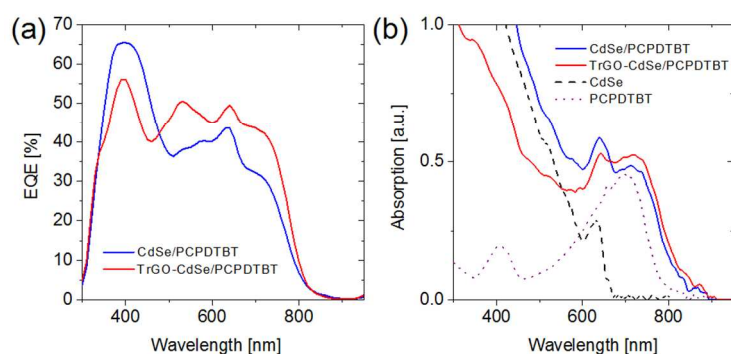 (a)
70
60
50
40
30
20
10
0
EQE [%]
CdSe/PCPDTBT
TrGO-CdSe/PCPDTBT
400 600 800
Wavelength [nm]
(b)
1.0
0.5
0.0
Absorption [a.u.]
CdSe/PCPDTBT
TrGO-CdSe/PCPDTBT
CdSe
PCPDTBT
400 600 800
Wavelength [nm]